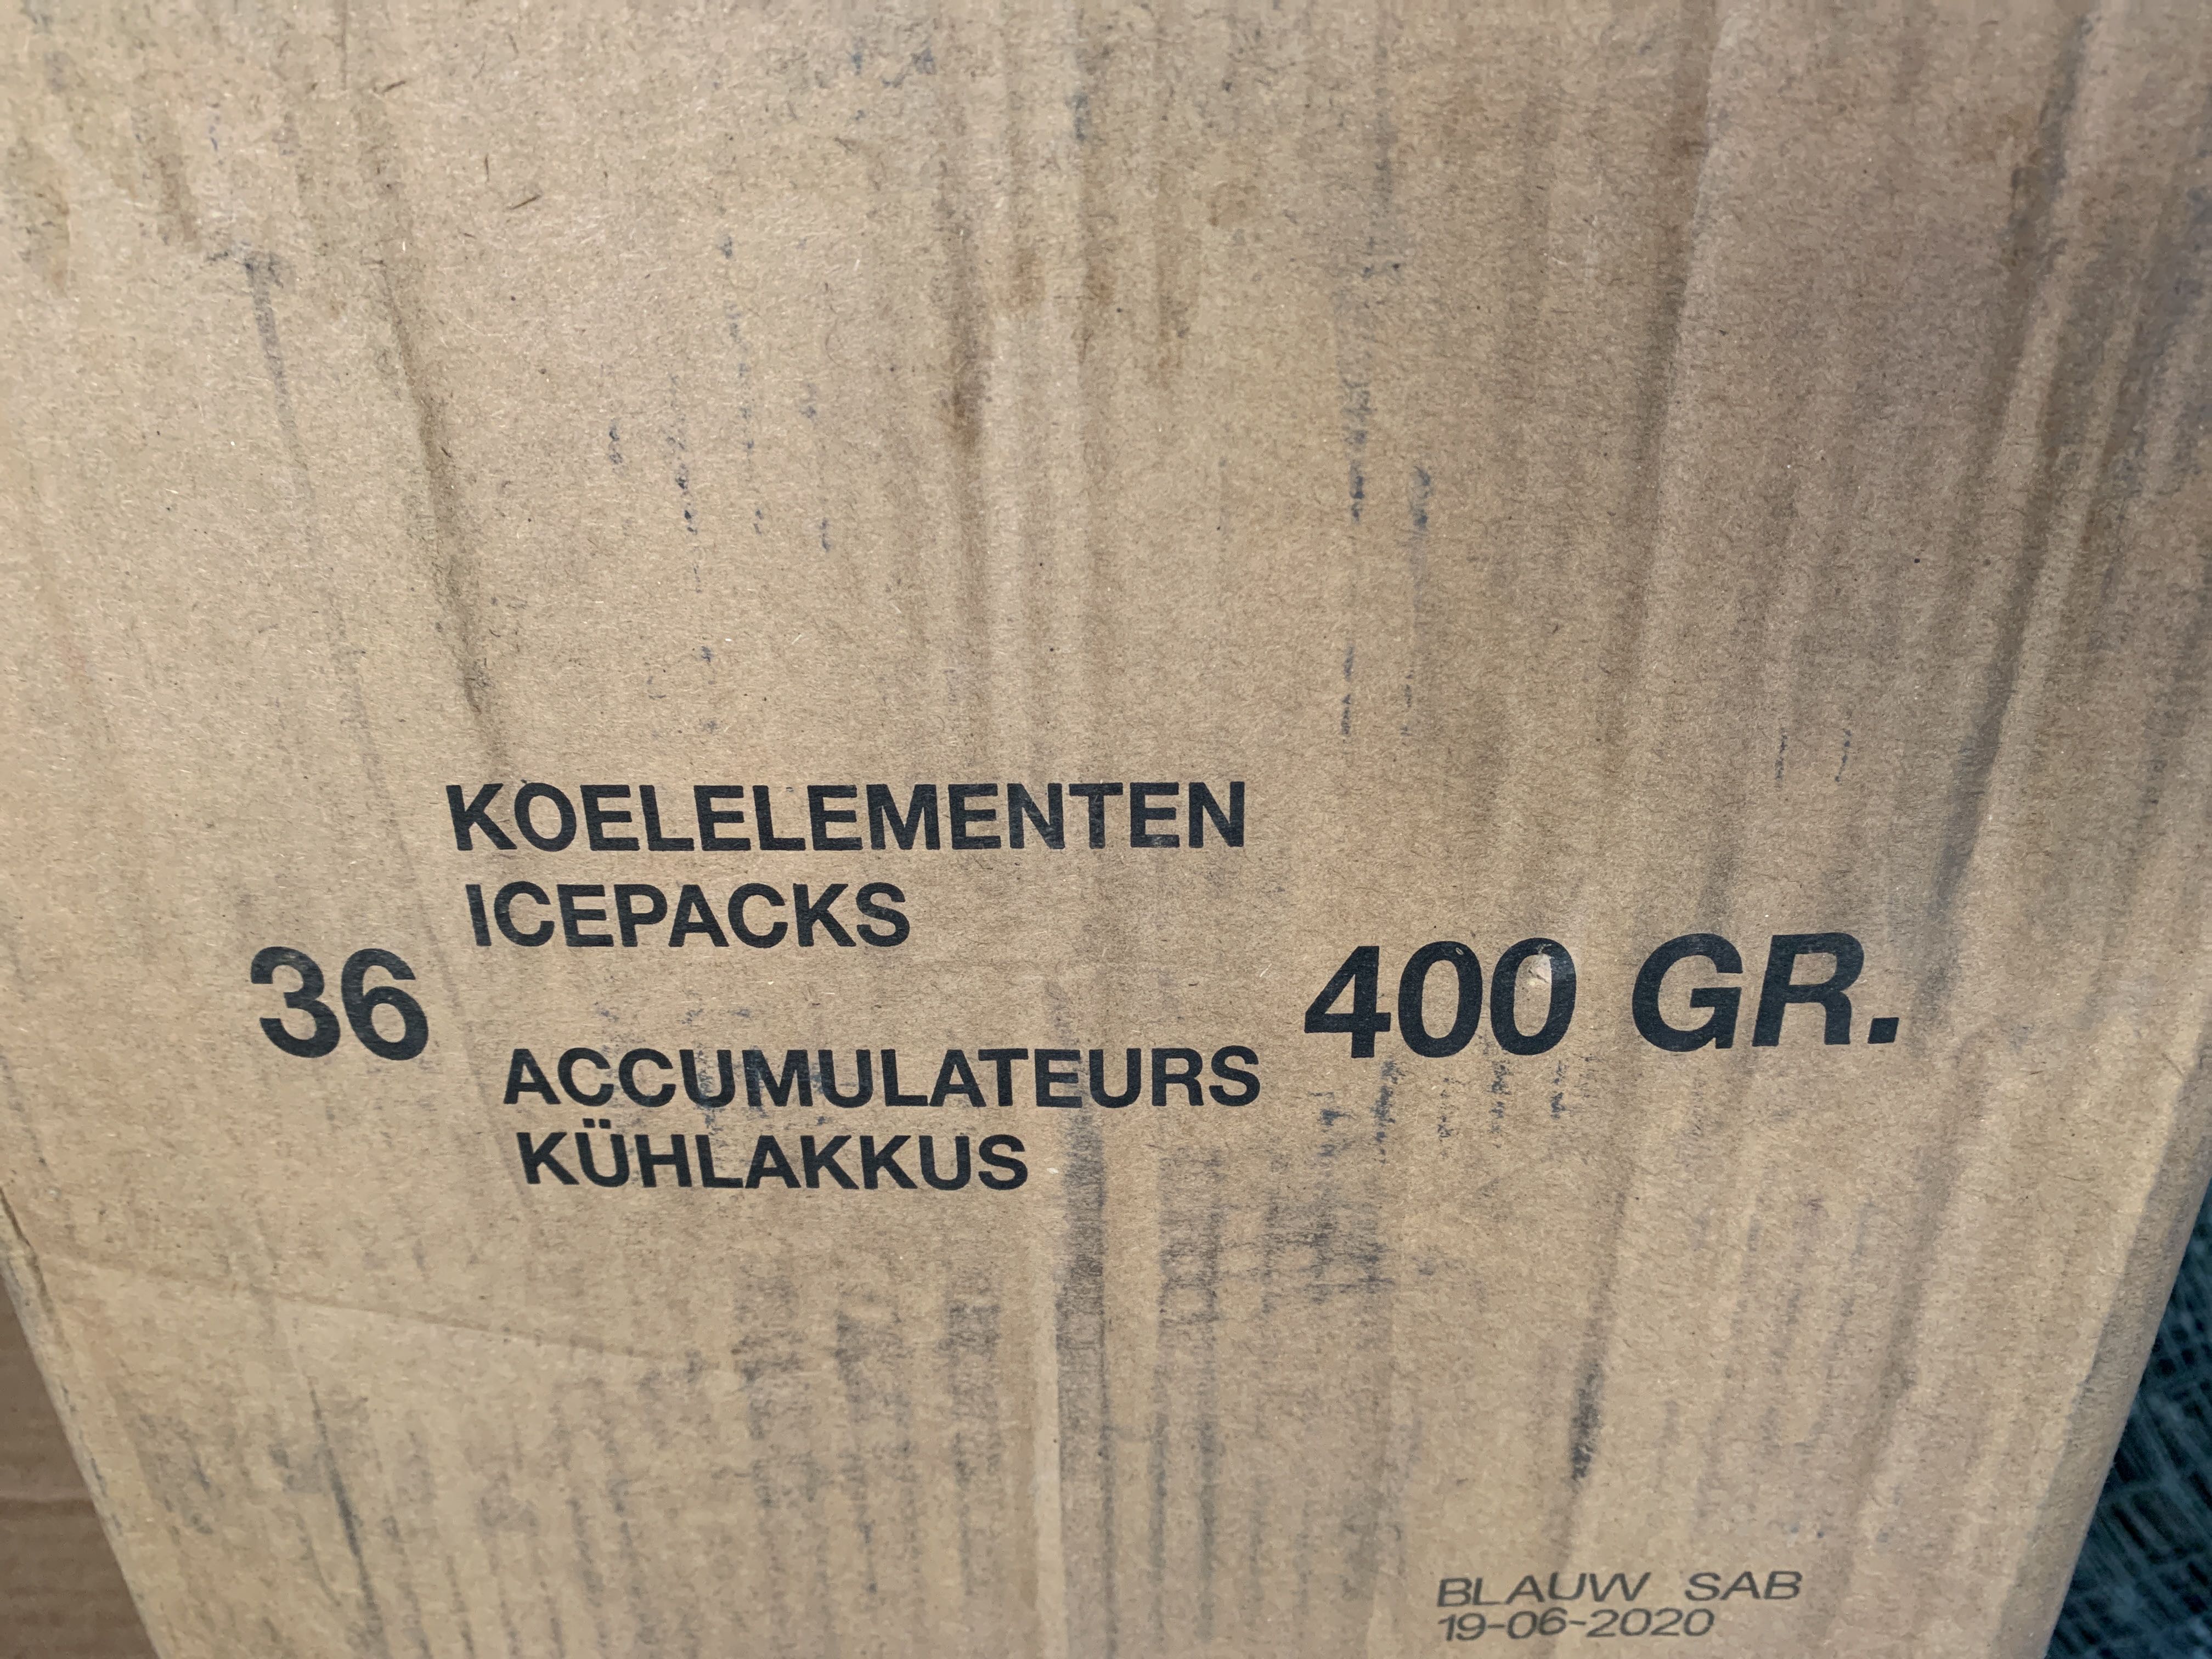 KOELELEMENTEN
ICEPACKS
36
400 GR.
ACCUMULATEURS
KÜHLAKKUS
BLAUW SAB
19-06-2020